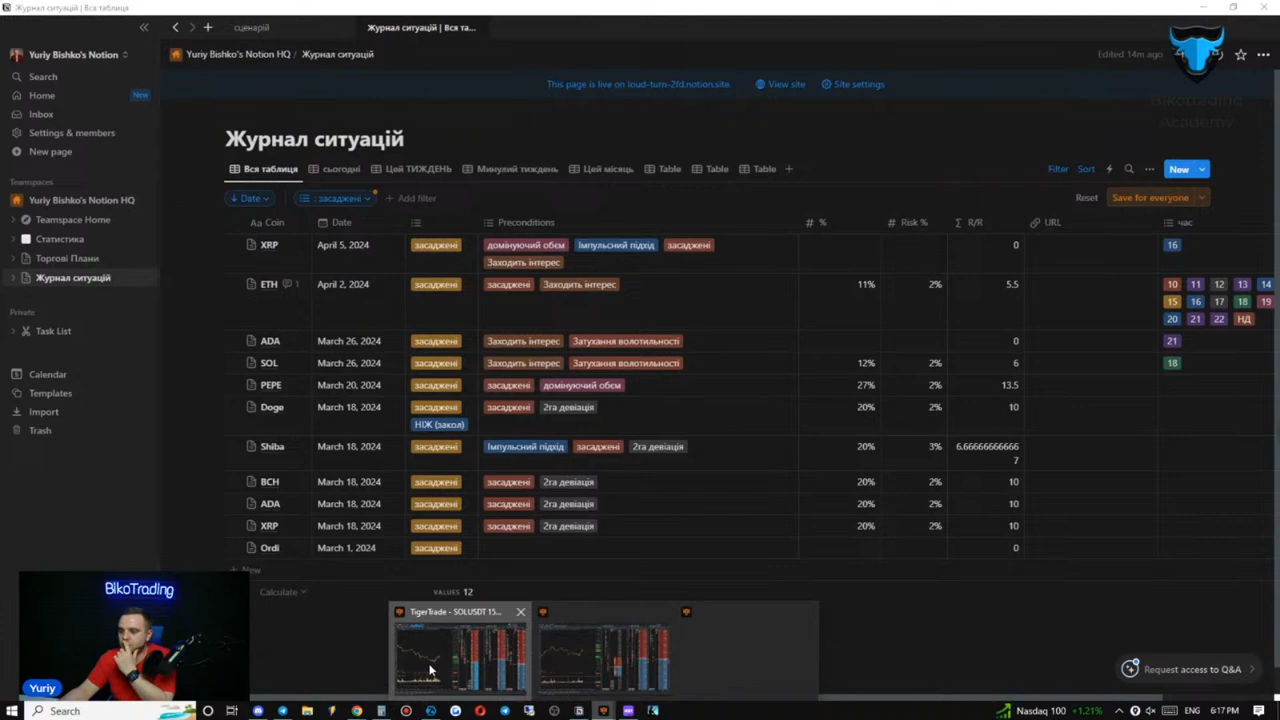 Журнал ситуацій | Вся таблиця
сценарій
Журнал ситуацій | Вся та...
Yuriy Bishko's Notion HQ
Yuriy Bishko's Notion HQ / Журнал ситуацій
Edited 14m ago
Search
Home
New
Inbox
Settings & members
New page
This page is live on loud-turn-2fd.notion.site.
View site
Site settings
BikoTrading
Academy
Журнал ситуацій
Вся таблиця
сьогодні
Цей ТИЖДЕНЬ
Минулий тиждень
Цей місяць
Table
Table
Table
Filter
Sort
New
Teamspaces
Yuriy Bishko's Notion HQ
Teamspace Home
Статистика
Торгові Плани
Журнал ситуацій
Private
Task List
Calendar
Templates
Import
Trash
Date
: засаджені
Add filter
Reset
Save for everyone
Aa Coin
Date
Preconditions
# %
# Risk %
Σ R/R
URL
час
XRP April 5, 2024 засаджені домінуючий обєм Імпульсний підхід засаджені 0 16
Заходить інтерес
ETH 1 April 2, 2024 засаджені засаджені Заходить інтерес 11% 2% 5.5 10 11 12 13 14
15 16 17 18 19
20 21 22 НД
ADA March 26, 2024 засаджені Заходить інтерес Затухання волотильності 0 21
SOL March 26, 2024 засаджені Заходить інтерес Затухання волотильності 12% 2% 6 18
PEPE March 20, 2024 засаджені засаджені домінуючий обєм 27% 2% 13.5
Doge March 18, 2024 засаджені засаджені 2га девіація 20% 2% 10
НІЖ (закол)
Shiba March 18, 2024 засаджені Імпульсний підхід засаджені 2га девіація 20% 3% 6.66666666666
7
BCH March 18, 2024 засаджені засаджені 2га девіація 20% 2% 10
ADA March 18, 2024 засаджені засаджені 2га девіація 20% 2% 10
XRP March 18, 2024 засаджені засаджені 2га девіація 20% 2% 10
Ordi March 1, 2024 засаджені 0
New
Calculate
VALUES 12
BikoTrading
Yuriy
TigerTrade - SOLUSDT 15...
Request access to Q&A
Search
Nasdaq 100 +1.21%
ENG
6:17 PM